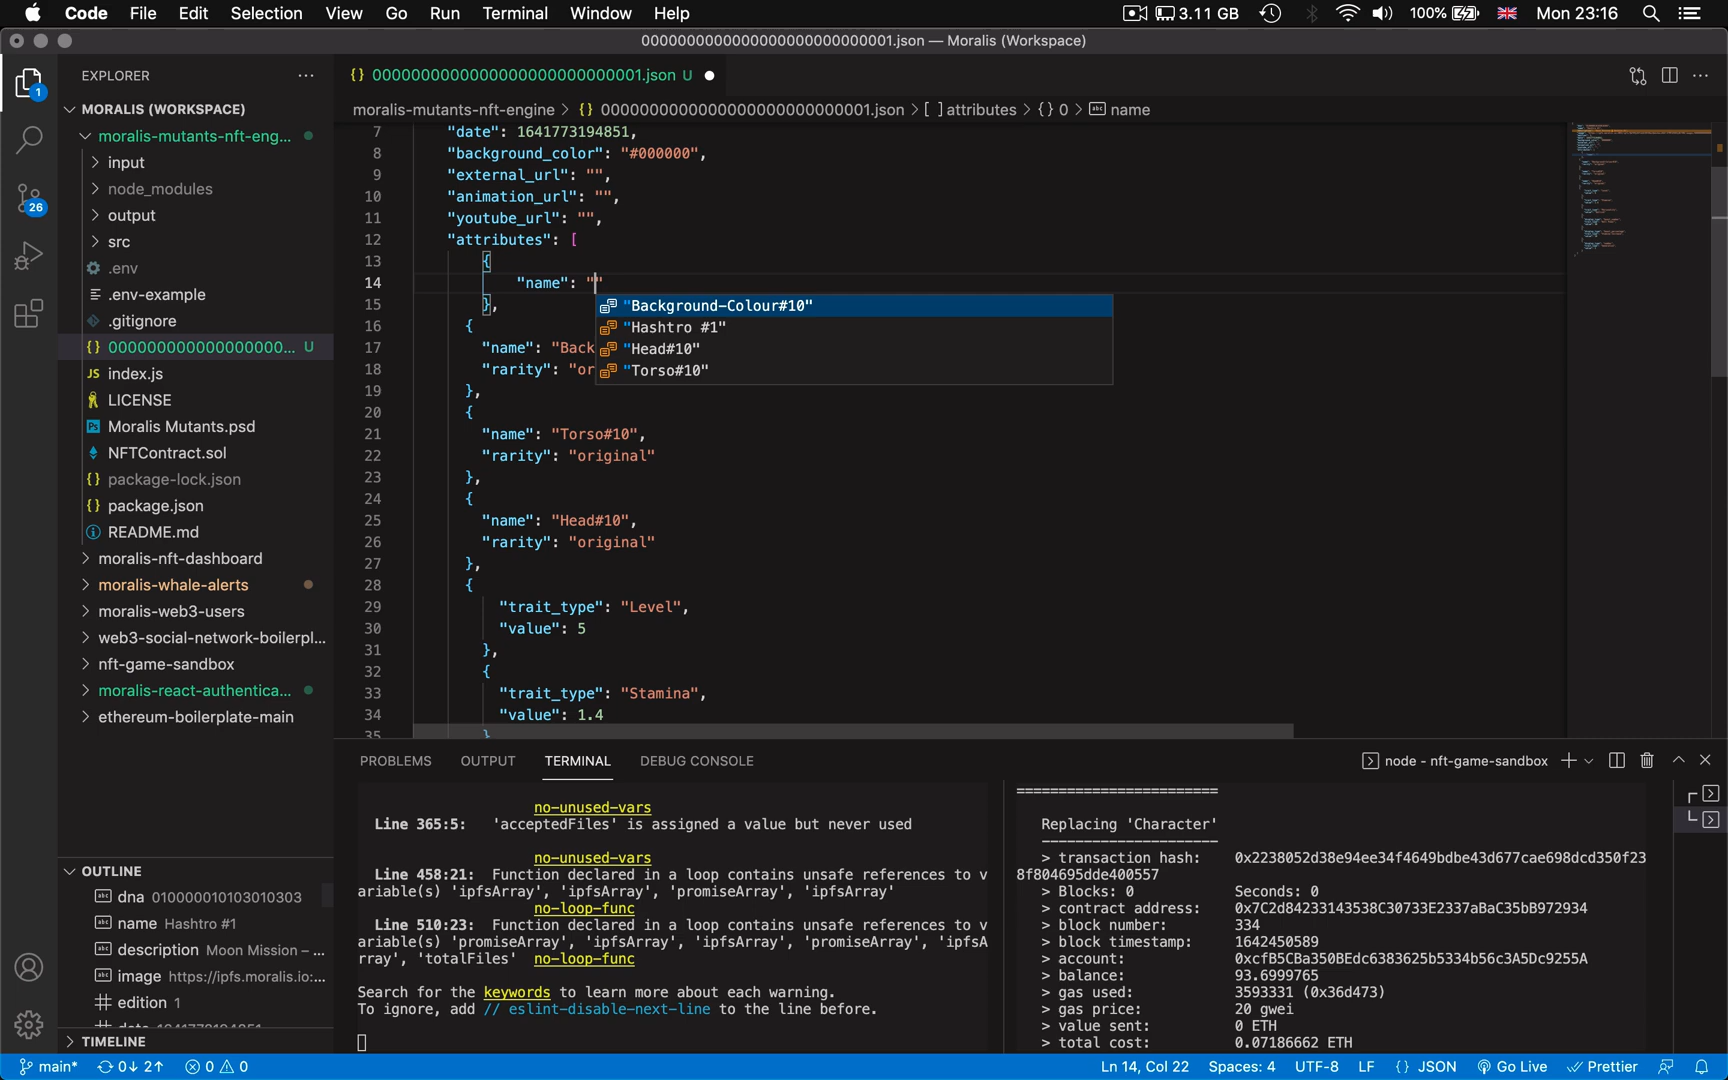 Code File Edit Selection View Go Run Terminal Window Help 3.11 GB 100% Mon 23:16
0000000000000000000000000001.json — Moralis (Workspace)
EXPLORER
1
MORALIS (WORKSPACE)
moralis-mutants-nft-eng...
input
node_modules
output
26
src
.env
.env-example
.gitignore
000000000000000000... U
JS index.js
LICENSE
Ps Moralis Mutants.psd
NFTContract.sol
{} package-lock.json
{} package.json
README.md
moralis-nft-dashboard
moralis-whale-alerts
moralis-web3-users
web3-social-network-boilerpl...
nft-game-sandbox
moralis-react-authentica...
ethereum-boilerplate-main
OUTLINE
dna 010000010103010303
name Hashtro #1
description Moon Mission – ...
image https://ipfs.moralis.io:...
edition 1
TIMELINE
{} 0000000000000000000000000001.json U
moralis-mutants-nft-engine > {} 0000000000000000000000000001.json > [ ] attributes > {} 0 > name
7 "date": 1641773194851,
8 "background_color": "#000000",
9 "external_url": "",
10 "animation_url": "",
11 "youtube_url": "",
12 "attributes": [
13 {
14 "name": ""
15 },
"Background-Colour#10"
"Hashtro #1"
"Head#10"
"Torso#10"
16 {
17 "name": "Back
18 "rarity": "or
19 },
20 {
21 "name": "Torso#10",
22 "rarity": "original"
23 },
24 {
25 "name": "Head#10",
26 "rarity": "original"
27 },
28 {
29 "trait_type": "Level",
30 "value": 5
31 },
32 {
33 "trait_type": "Stamina",
34 "value": 1.4
35 }
PROBLEMS OUTPUT TERMINAL DEBUG CONSOLE node - nft-game-sandbox
no-unused-vars
Line 365:5: 'acceptedFiles' is assigned a value but never used
no-unused-vars
Line 458:21: Function declared in a loop contains unsafe references to v
ariable(s) 'ipfsArray', 'ipfsArray', 'promiseArray', 'ipfsArray'
no-loop-func
Line 510:23: Function declared in a loop contains unsafe references to v
ariable(s) 'promiseArray', 'ipfsArray', 'ipfsArray', 'promiseArray', 'ipfsA
rray', 'totalFiles' no-loop-func
Search for the keywords to learn more about each warning.
To ignore, add // eslint-disable-next-line to the line before.
========================
Replacing 'Character'
---------------------
> transaction hash: 0x2238052d38e94ee34f4649bdbe43d677cae698dcd350f23
8f804695dde400557
> Blocks: 0 Seconds: 0
> contract address: 0x7C2d84233143538C30733E2337aBaC35bB972934
> block number: 334
> block timestamp: 1642450589
> account: 0xcfB5CBa350BEdc6383625b5334b56c3A5Dc9255A
> balance: 93.6999765
> gas used: 3593331 (0x36d473)
> gas price: 20 gwei
> value sent: 0 ETH
> total cost: 0.07186662 ETH
main* 0↓ 2↑ 0 0 Ln 14, Col 22 Spaces: 4 UTF-8 LF {} JSON Go Live Prettier